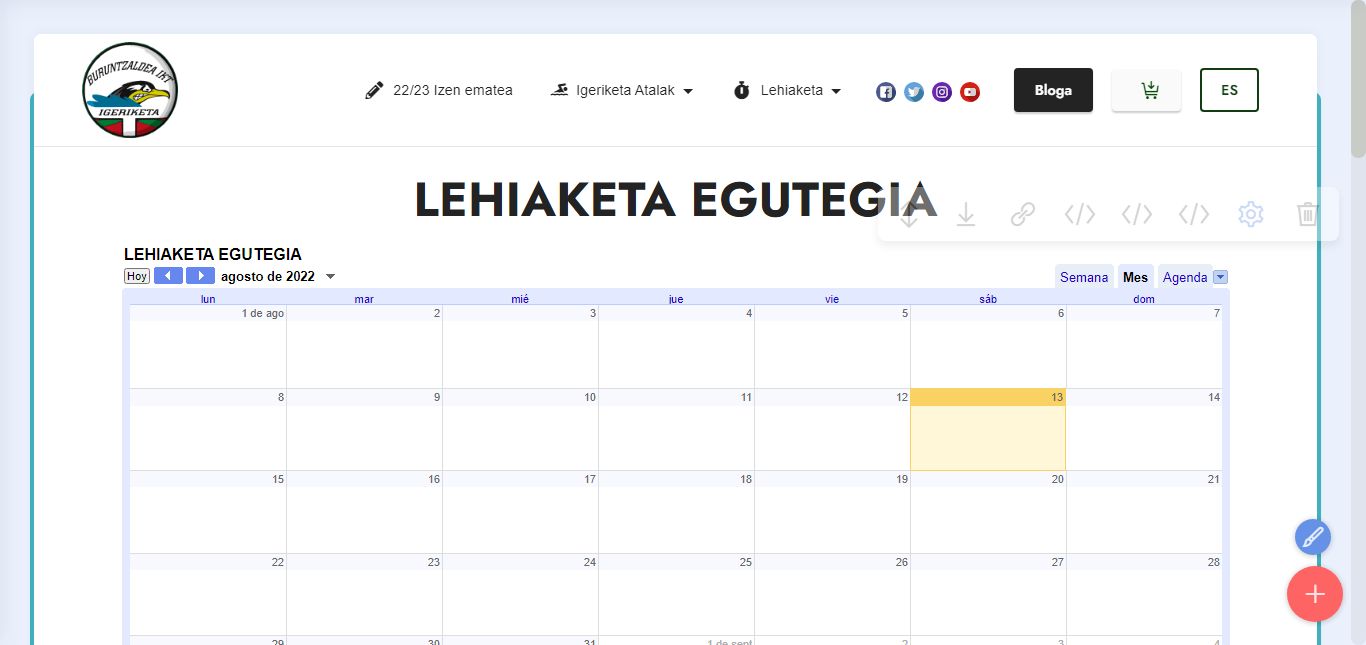 BURUNTZALDEA IKT
IGERIKETA
22/23 Izen ematea Igeriketa Atalak Lehiaketa Bloga ES
LEHIAKETA EGUTEGIA
LEHIAKETA EGUTEGIA
Hoy agosto de 2022 Semana Mes Agenda
lun mar mié jue vie sáb dom
1 de ago 2 3 4 5 6 7
8 9 10 11 12 13 14
15 16 17 18 19 20 21
22 23 24 25 26 27 28
29 30 31 1 de sept 2 3 4